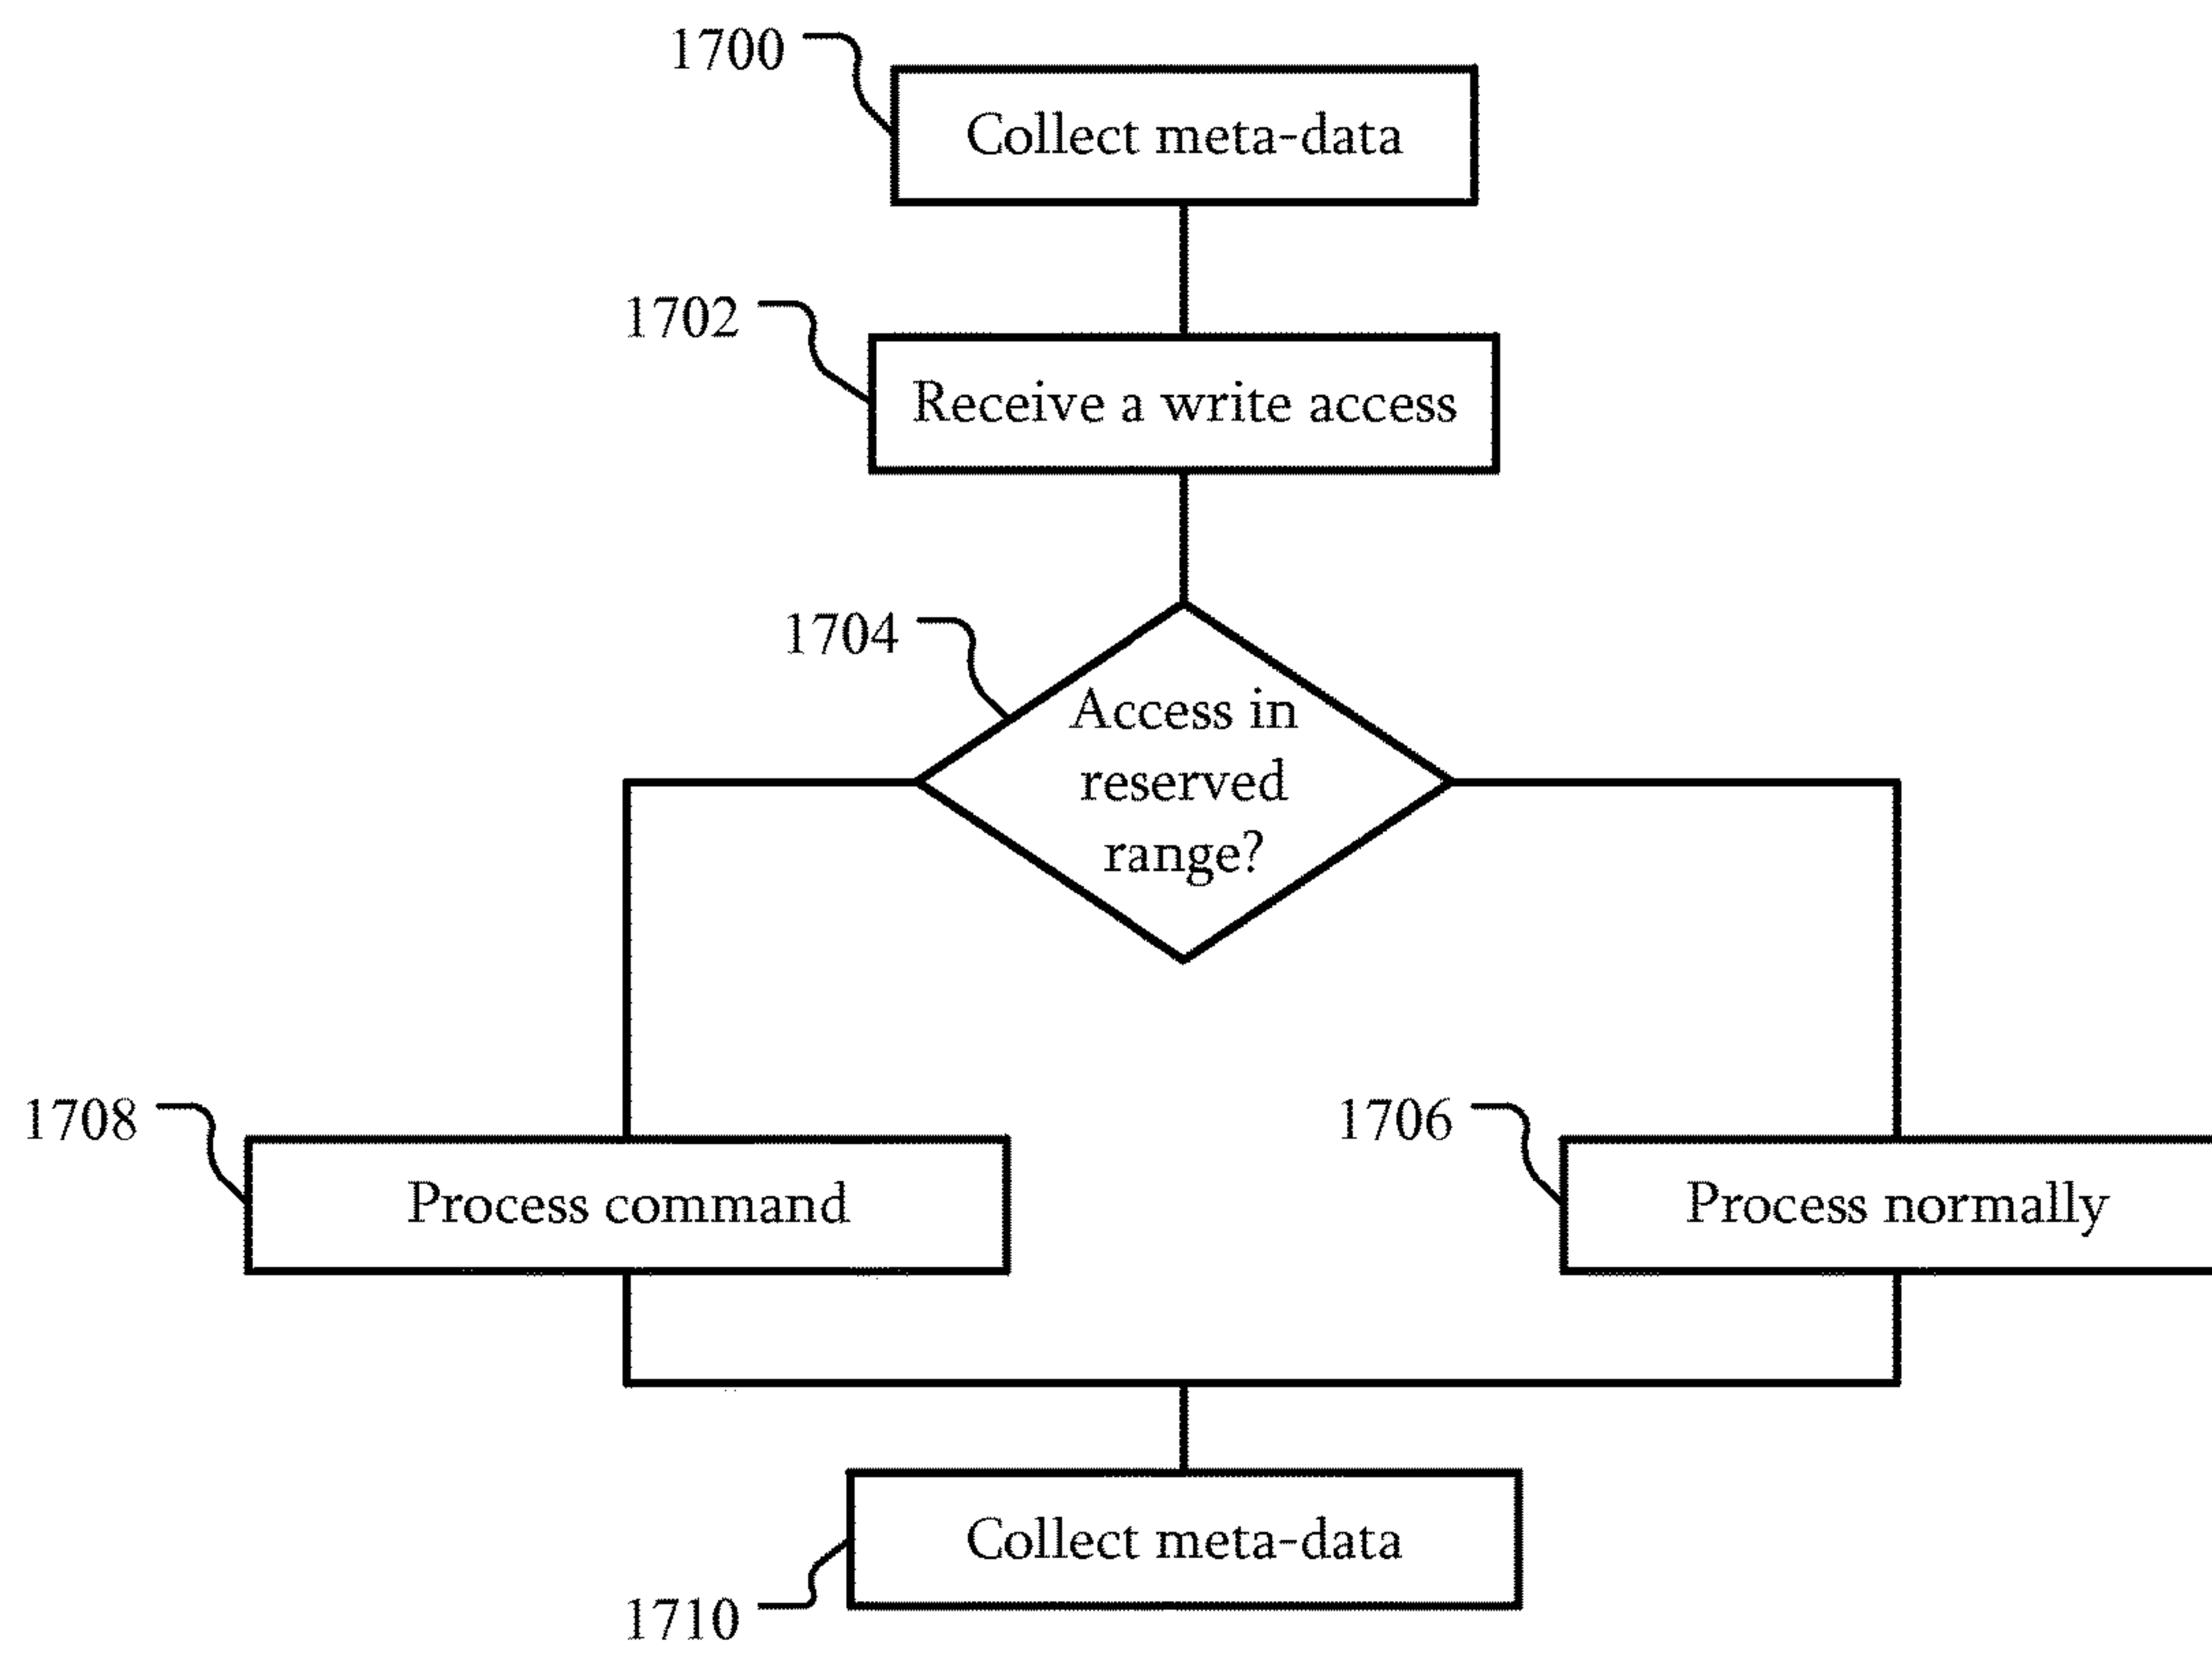 1700
Collect meta-data
1702
Receive a write access
1704
Access in
reserved
range?
1708
Process command
1706
Process normally
Collect meta-data
1710